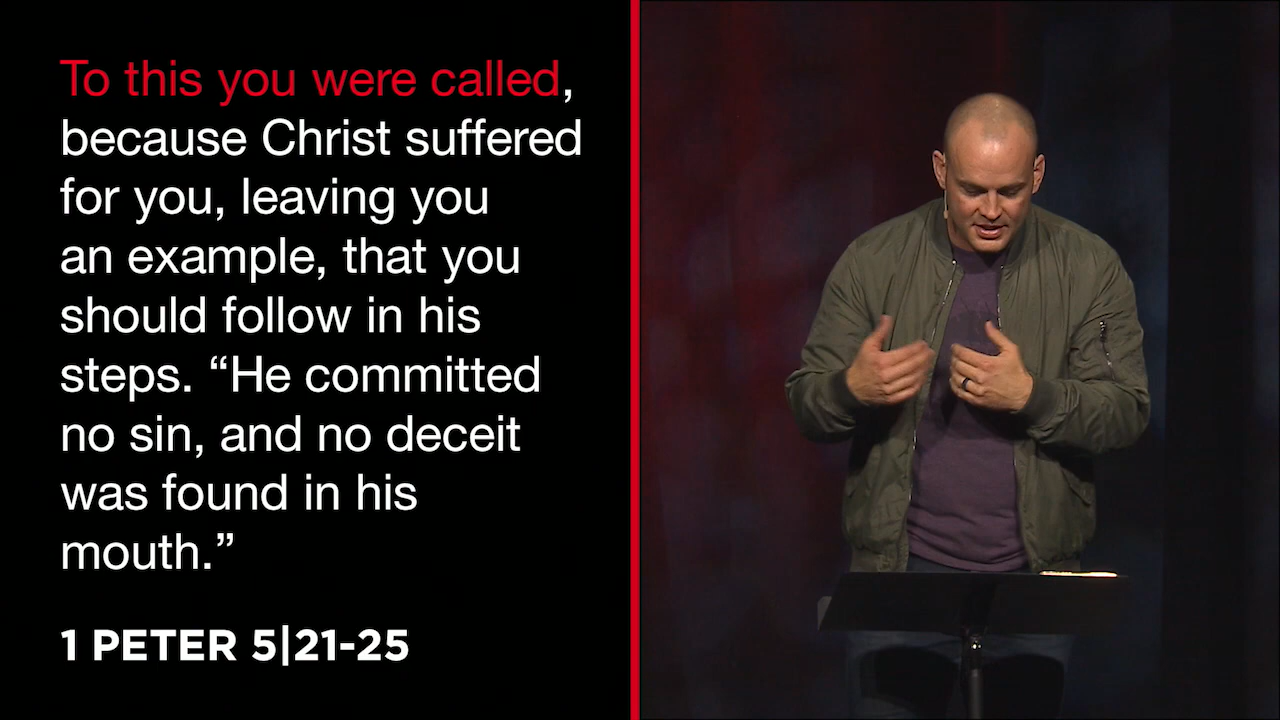 To this you were called,
because Christ suffered
for you, leaving you
an example, that you
should follow in his
steps. “He committed
no sin, and no deceit
was found in his
mouth.”
1 PETER 5|21-25